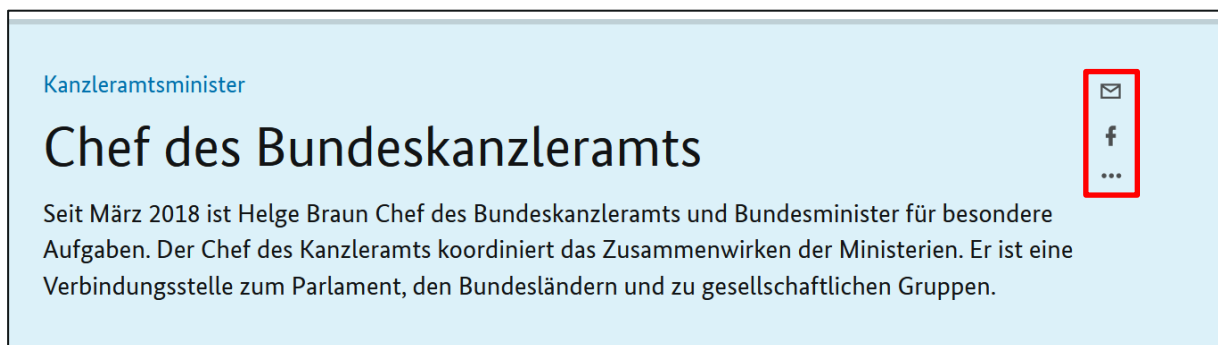 Kanzleramtsminister
Chef des Bundeskanzleramts
Seit März 2018 ist Helge Braun Chef des Bundeskanzleramts und Bundesminister für besondere
Aufgaben. Der Chef des Kanzleramts koordiniert das Zusammenwirken der Ministerien. Er ist eine
Verbindungsstelle zum Parlament, den Bundesländern und zu gesellschaftlichen Gruppen.